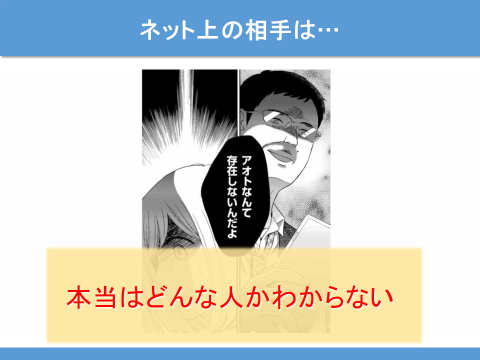 ネット上の相手は…
アオトなんて
存在しないんだよ
本当はどんな人かわからない